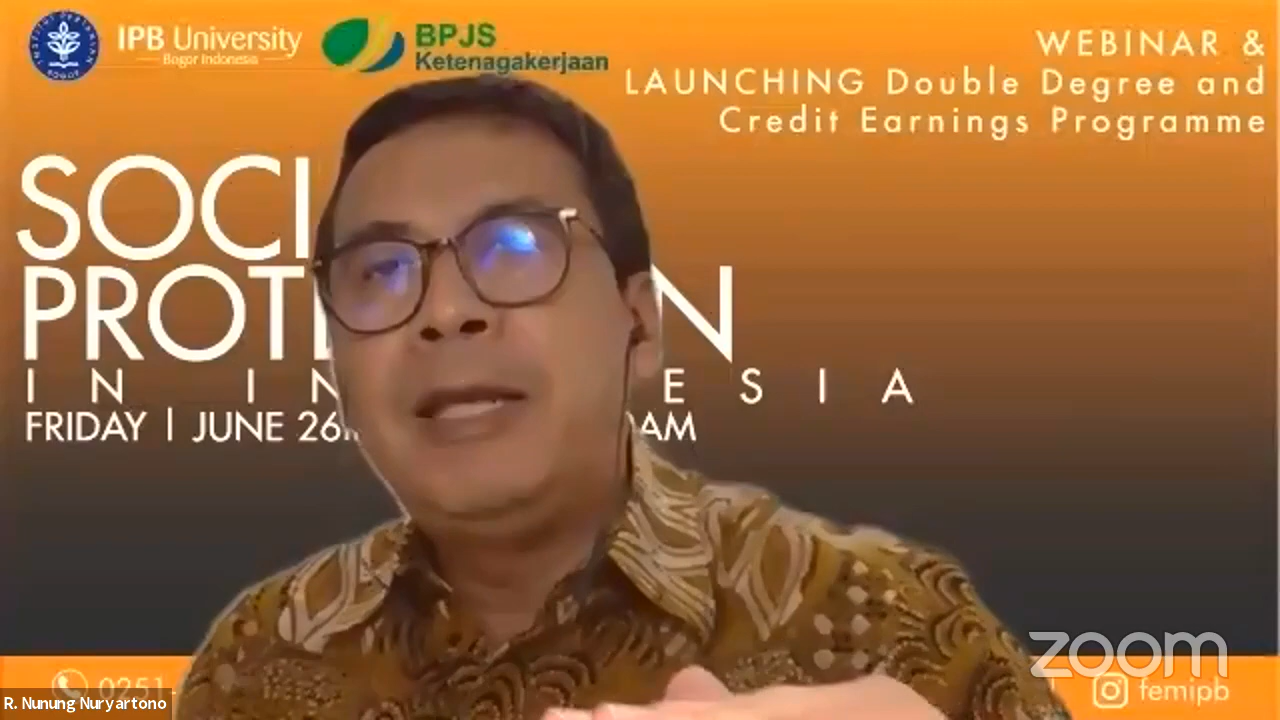 IPB University
Bogor Indonesia
BPJS
Ketenagakerjaan
WEBINAR &
LAUNCHING Double Degree and
Credit Earnings Programme
SOCI
PROT N
IN IN ESIA
FRIDAY | JUNE 26 AM
zoom
0251
femipb
R. Nunung Nuryartono